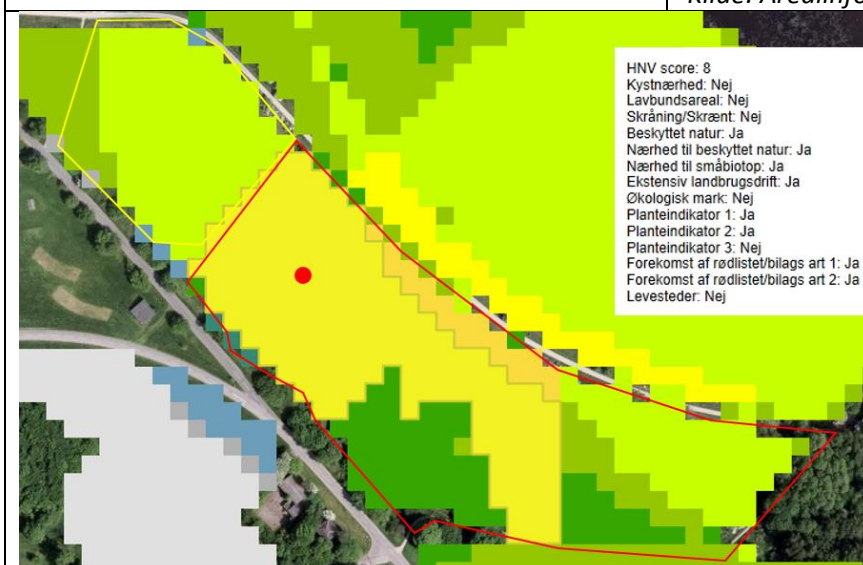 Kilde: Arealinfo
HNV score: 8
Kystnærhed: Nej
Lavbundsareal: Nej
Skråning/Skrænt: Nej
Beskyttet natur: Ja
Nærhed til beskyttet natur: Ja
Nærhed til småbiotop: Ja
Ekstensiv landbrugsdrift: Ja
Økologisk mark: Nej
Planteindikator 1: Ja
Planteindikator 2: Ja
Planteindikator 3: Nej
Forekomst af rødlistet/bilags art 1: Ja
Forekomst af rødlistet/bilags art 2: Ja
Levesteder: Nej